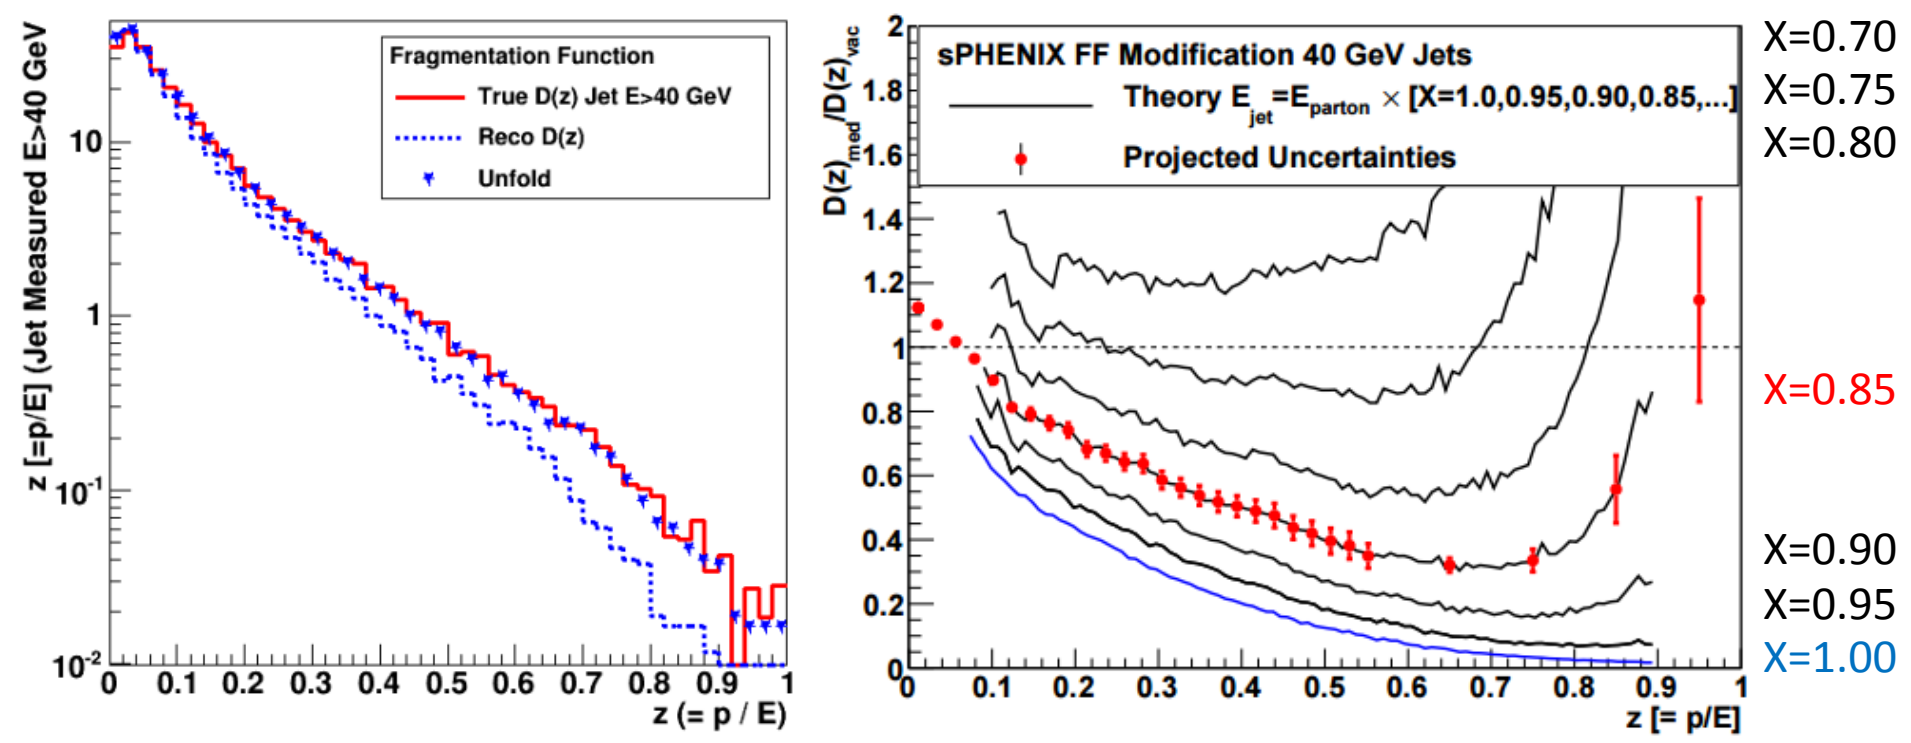 z [=p/E] (Jet Measured E>40 GeV
10
1
10-1
10-2
Fragmentation Function
True D(z) Jet E>40 GeV
Reco D(z)
Unfold
0 0.1 0.2 0.3 0.4 0.5 0.6 0.7 0.8 0.9 1
z (= p / E)
D(z)med/D(z)vac
2
1.8
1.6
1.4
1.2
1
0.8
0.6
0.4
0.2
0
sPHENIX FF Modification 40 GeV Jets
Theory Ejet=Eparton × [X=1.0,0.95,0.90,0.85,...]
Projected Uncertainties
0 0.1 0.2 0.3 0.4 0.5 0.6 0.7 0.8 0.9 1
z [= p/E]
X=0.70
X=0.75
X=0.80
X=0.85
X=0.90
X=0.95
X=1.00